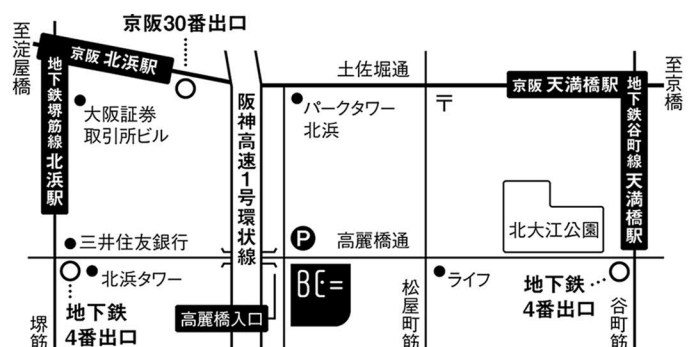 京阪30番出口
至淀屋橋
京阪 北浜駅
地下鉄堺筋線 北浜駅
大阪証券
取引所ビル
阪神高速1号環状線
土佐堀通
パークタワー
北浜
〒
京阪 天満橋駅
地下鉄谷町線 天満橋駅
至京橋
北大江公園
三井住友銀行
P
高麗橋通
北浜タワー
地下鉄
4番出口
堺筋
高麗橋入口
BE=
松屋町筋
ライフ
地下鉄
4番出口
谷町筋